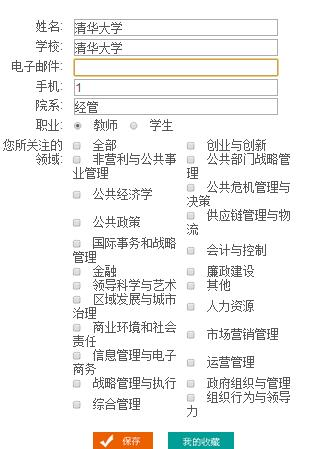 姓名: 清华大学
学校: 清华大学
电子邮件:
手机: 1
院系: 经管
职业: 教师 学生
您所关注的领域:
全部 创业与创新
非营利与公共事业管理 公共部门战略管理
公共经济学 公共危机管理与决策
公共政策 供应链管理与物流
国际事务和战略管理 会计与控制
金融 廉政建设
领导科学与艺术 其他
区域发展与城市治理 人力资源
商业环境和社会责任 市场营销管理
信息管理与电子商务 运营管理
战略管理与执行 政府组织与管理
综合管理 组织行为与领导力
保存 我的收藏